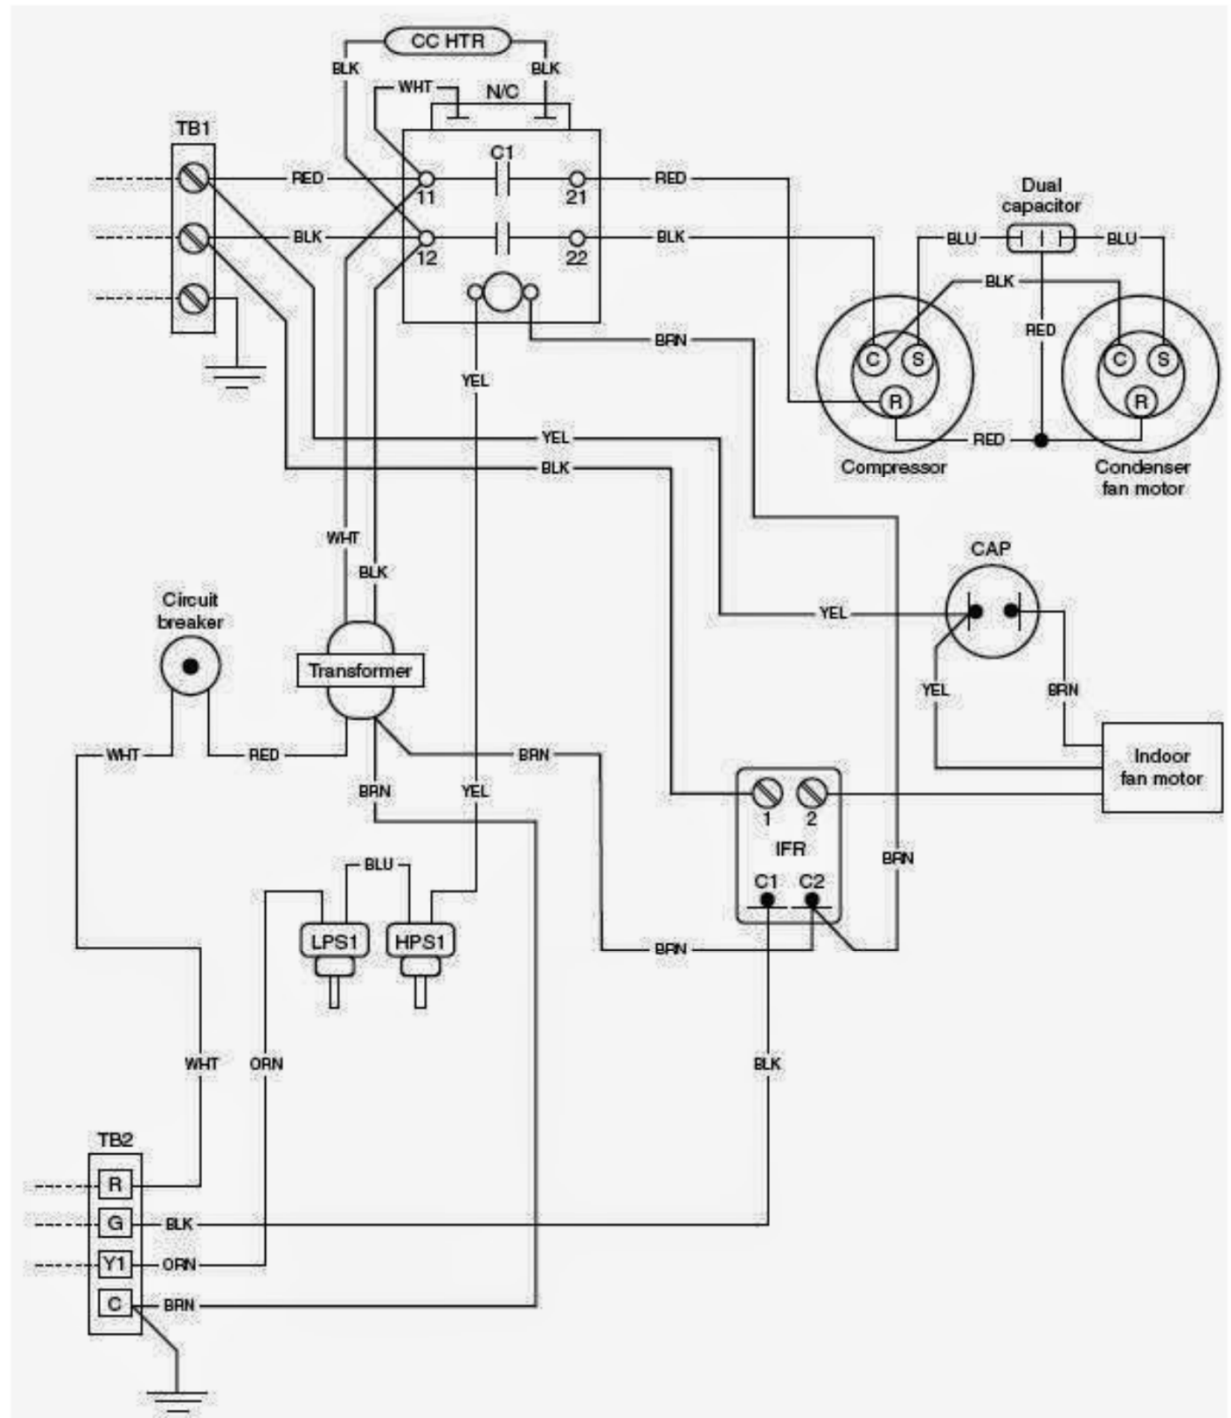 CC HTR
BLK
BLK
WHT
N/C
TB1
C1
RED
11
21
RED
Dual
capacitor
BLK
12
22
BLK
BLU
BLU
BLK
RED
BRN
C
S
C
S
YEL
R
R
YEL
RED
BLK
Compressor
Condenser
fan motor
WHT
CAP
BLK
Circuit
breaker
YEL
Transformer
YEL
BRN
WHT
RED
BRN
Indoor
fan motor
BRN
YEL
1
2
IFR
BLU
BRN
C1
C2
LPS1
HPS1
BRN
WHT
ORN
BLK
TB2
R
G
BLK
Y1
ORN
C
BRN